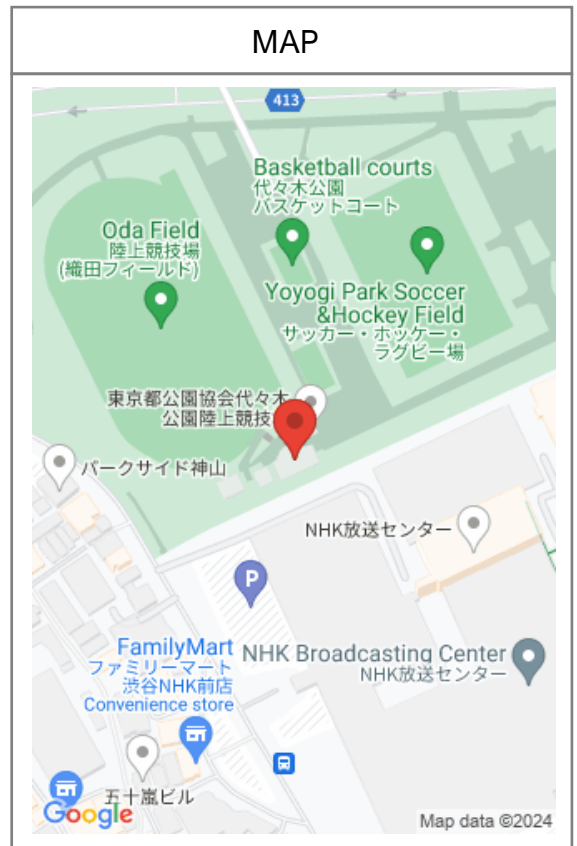 MAP
413
Basketball courts
代々木公園
バスケットコート
Oda Field
陸上競技場
(織田フィールド)
Yoyogi Park Soccer
&Hockey Field
サッカー・ホッケー・
ラグビー場
東京都公園協会代々木
公園陸上競技
パークサイド神山
NHK放送センター
P
FamilyMart
ファミリーマート
渋谷NHK前店
Convenience store
NHK Broadcasting Center
NHK放送センター
五十嵐ビル
Google
Map data ©2024